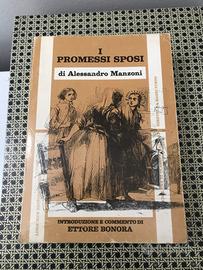 I
PROMESSI SPOSI
di Alessandro Manzoni
INTRODUZIONE E COMMENTO DI
ETTORE BONORA